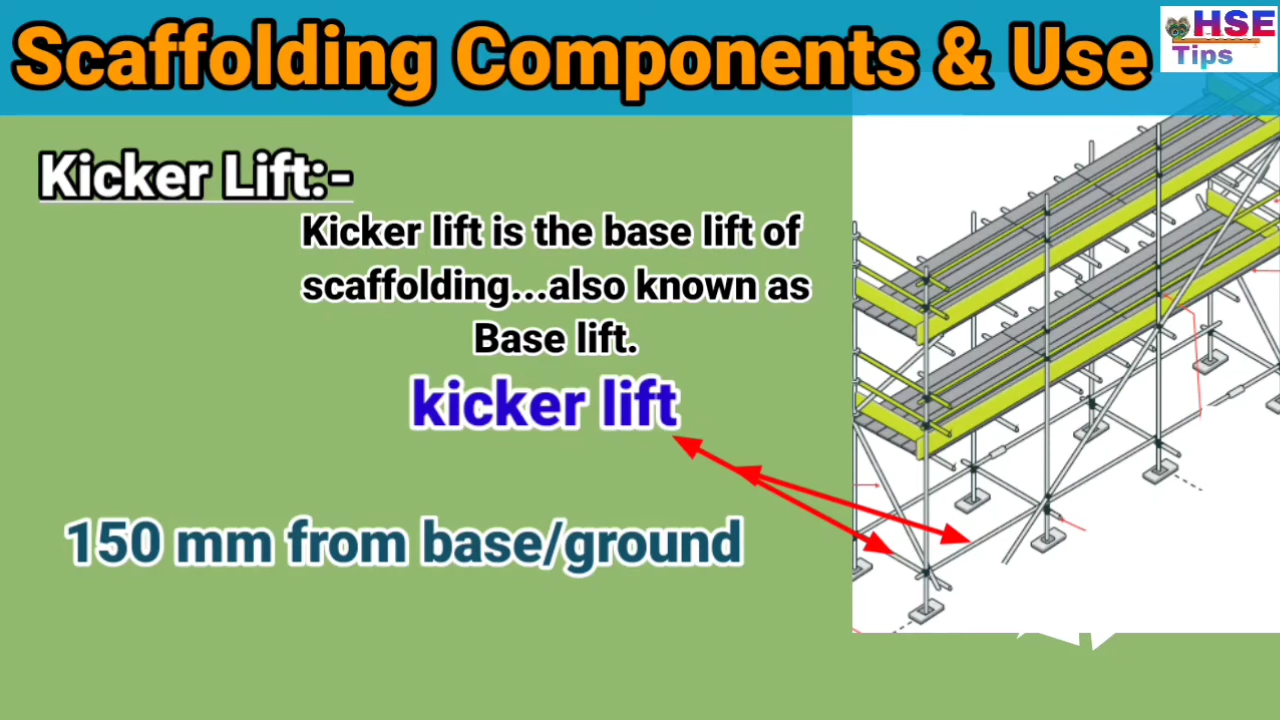 Scaffolding Components & Use
HSE
Tips
Kicker Lift:-
Kicker lift is the base lift of
scaffolding...also known as
Base lift.
kicker lift
150 mm from base/ground